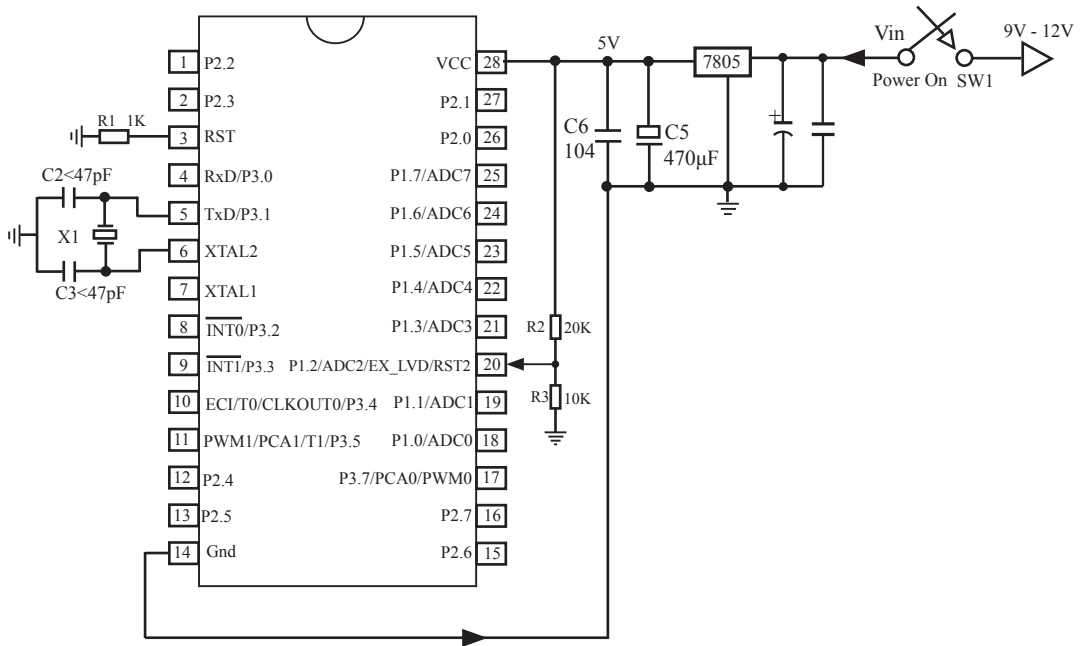 5V
Vin
9V - 12V
Power On SW1
7805
C6
104
C5
470μF
+
R1 1K
C2<47pF
X1
C3<47pF
1 P2.2
2 P2.3
3 RST
4 RxD/P3.0
5 TxD/P3.1
6 XTAL2
7 XTAL1
8 INT0/P3.2
9 INT1/P3.3
10 ECI/T0/CLKOUT0/P3.4
11 PWM1/PCA1/T1/P3.5
12 P2.4
13 P2.5
14 Gnd
VCC 28
P2.1 27
P2.0 26
P1.7/ADC7 25
P1.6/ADC6 24
P1.5/ADC5 23
P1.4/ADC4 22
P1.3/ADC3 21
P1.2/ADC2/EX_LVD/RST2 20
P1.1/ADC1 19
P1.0/ADC0 18
P3.7/PCA0/PWM0 17
P2.7 16
P2.6 15
R2 20K
R3 10K